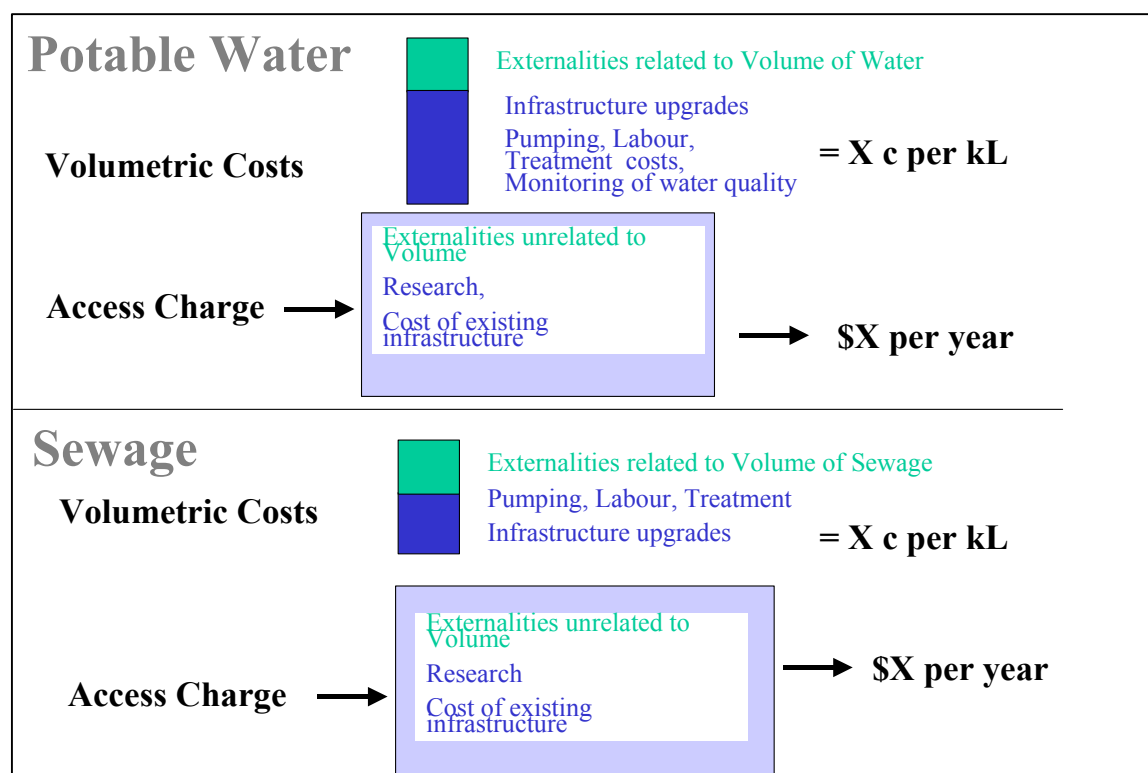 Potable Water
Externalities related to Volume of Water
Infrastructure upgrades
Pumping, Labour,
Treatment costs,
Monitoring of water quality
Volumetric Costs
= X c per kL
Externalities unrelated to
Volume
Research,
Cost of existing
infrastructure
Access Charge
$X per year
Sewage
Externalities related to Volume of Sewage
Pumping, Labour, Treatment
Infrastructure upgrades
Volumetric Costs
= X c per kL
Externalities unrelated to
Volume
Research
Cost of existing
infrastructure
Access Charge
$X per year